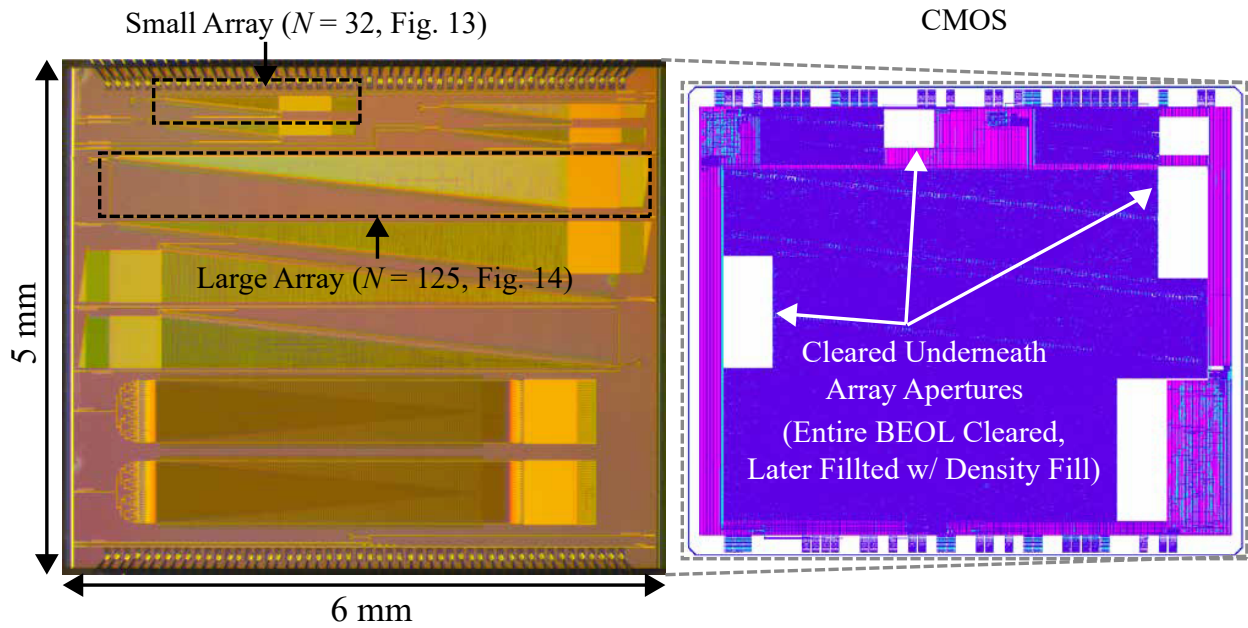 Small Array (N = 32, Fig. 13)
CMOS
Large Array (N = 125, Fig. 14)
5 mm
6 mm
Cleared Underneath
Array Apertures
(Entire BEOL Cleared,
Later Fillted w/ Density Fill)